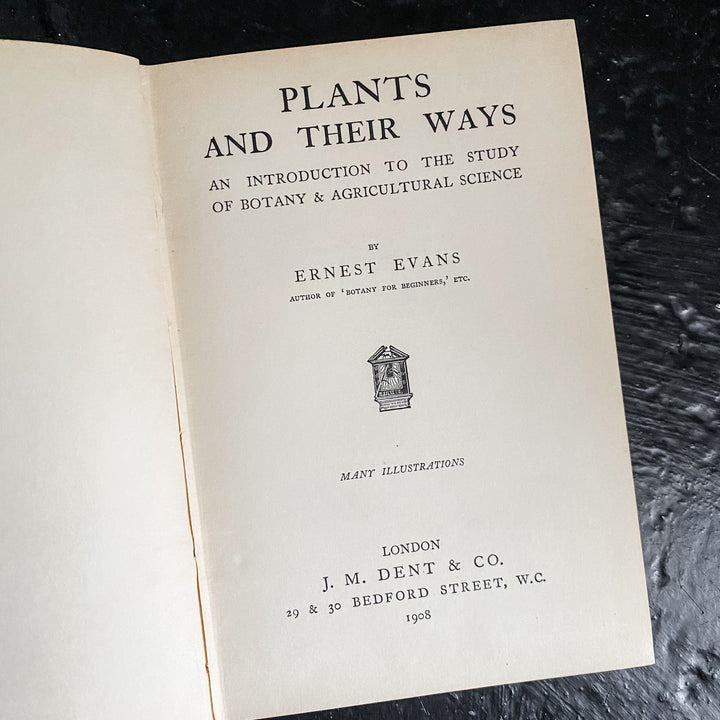 PLANTS
AND THEIR WAYS
AN INTRODUCTION TO THE STUDY
OF BOTANY & AGRICULTURAL SCIENCE
BY
ERNEST EVANS
AUTHOR OF ‘BOTANY FOR BEGINNERS,’ ETC.
MANY ILLUSTRATIONS
LONDON
J. M. DENT & CO.
29 & 30 BEDFORD STREET, W.C.
1908